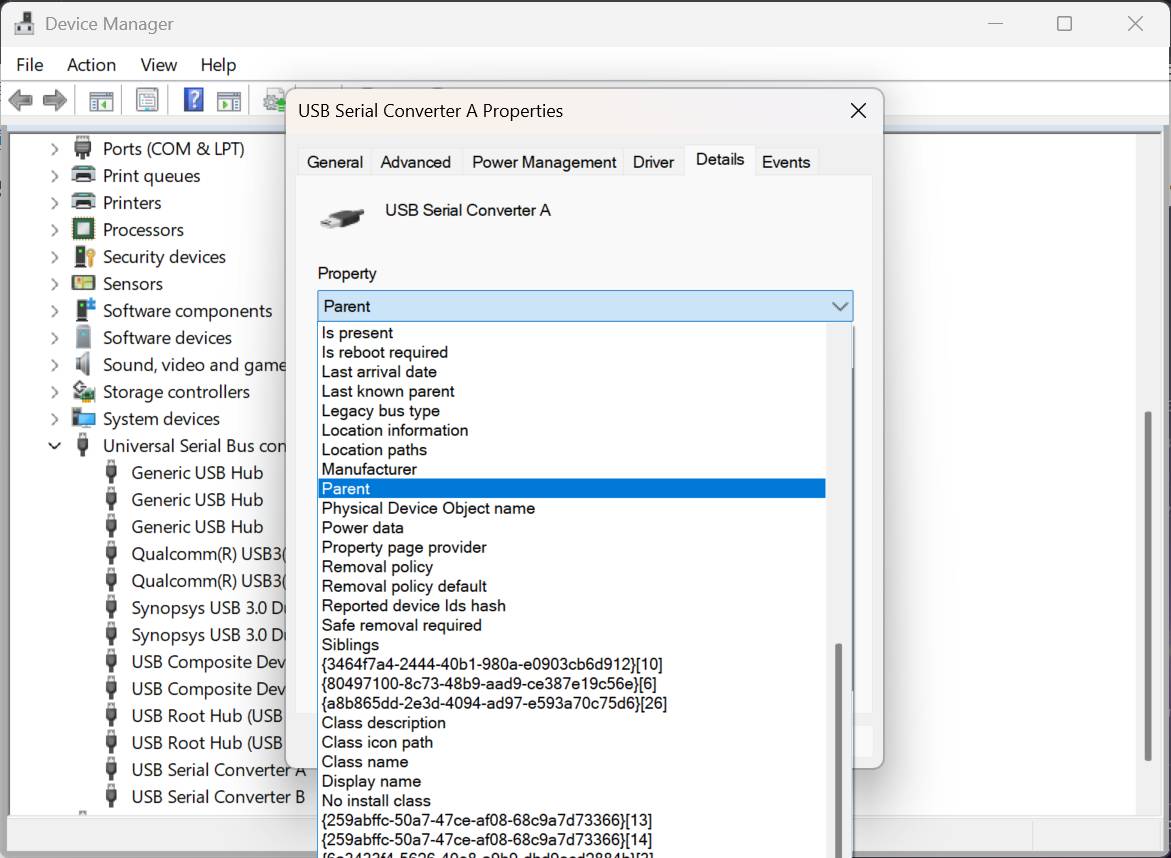 Device Manager
File Action View Help
Ports (COM & LPT)
Print queues
Printers
Processors
Security devices
Sensors
Software components
Software devices
Sound, video and game
Storage controllers
System devices
Universal Serial Bus con
Generic USB Hub
Generic USB Hub
Generic USB Hub
Qualcomm(R) USB3(
Qualcomm(R) USB3(
Synopsys USB 3.0 D
Synopsys USB 3.0 D
USB Composite Dev
USB Composite Dev
USB Root Hub (USB
USB Root Hub (USB
USB Serial Converter A
USB Serial Converter B
USB Serial Converter A Properties
General Advanced Power Management Driver Details Events
USB Serial Converter A
Property
Parent
Is present
Is reboot required
Last arrival date
Last known parent
Legacy bus type
Location information
Location paths
Manufacturer
Parent
Physical Device Object name
Power data
Property page provider
Removal policy
Removal policy default
Reported device Ids hash
Safe removal required
Siblings
{3464f7a4-2444-40b1-980a-e0903cb6d912}[10]
{80497100-8c73-48b9-aad9-ce387e19c56e}[6]
{a8b865dd-2e3d-4094-ad97-e593a70c75d6}[26]
Class description
Class icon path
Class name
Display name
No install class
{259abffc-50a7-47ce-af08-68c9a7d73366}[13]
{259abffc-50a7-47ce-af08-68c9a7d73366}[14]